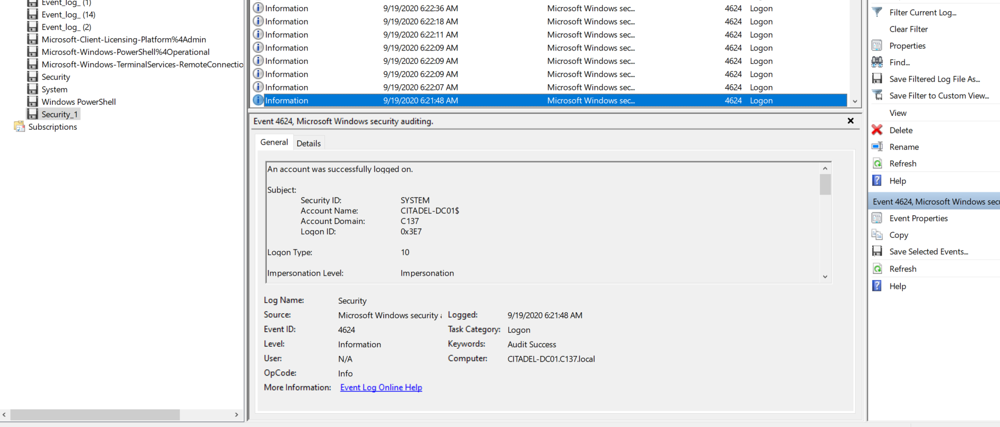 Event_log_ (1)
Event_log_ (14)
Event_log_ (2)
Microsoft-Client-Licensing-Platform%4Admin
Microsoft-Windows-PowerShell%4Operational
Microsoft-Windows-TerminalServices-RemoteConnectio
Security
System
Windows PowerShell
Security_1
Subscriptions
Information 9/19/2020 6:22:36 AM Microsoft Windows sec... 4624 Logon
Information 9/19/2020 6:22:18 AM Microsoft Windows sec... 4624 Logon
Information 9/19/2020 6:22:11 AM Microsoft Windows sec... 4624 Logon
Information 9/19/2020 6:22:09 AM Microsoft Windows sec... 4624 Logon
Information 9/19/2020 6:22:09 AM Microsoft Windows sec... 4624 Logon
Information 9/19/2020 6:22:09 AM Microsoft Windows sec... 4624 Logon
Information 9/19/2020 6:22:07 AM Microsoft Windows sec... 4624 Logon
Information 9/19/2020 6:21:48 AM Microsoft Windows sec... 4624 Logon
Event 4624, Microsoft Windows security auditing.
General Details
An account was successfully logged on.
Subject:
Security ID: SYSTEM
Account Name: CITADEL-DC01$
Account Domain: C137
Logon ID: 0x3E7
Logon Type: 10
Impersonation Level: Impersonation
Log Name: Security
Source: Microsoft Windows security Logged: 9/19/2020 6:21:48 AM
Event ID: 4624 Task Category: Logon
Level: Information Keywords: Audit Success
User: N/A Computer: CITADEL-DC01.C137.local
OpCode: Info
More Information: Event Log Online Help
Filter Current Log...
Clear Filter
Properties
Find...
Save Filtered Log File As...
Save Filter to Custom View...
View
Delete
Rename
Refresh
Help
Event 4624, Microsoft Windows secu
Event Properties
Copy
Save Selected Events...
Refresh
Help